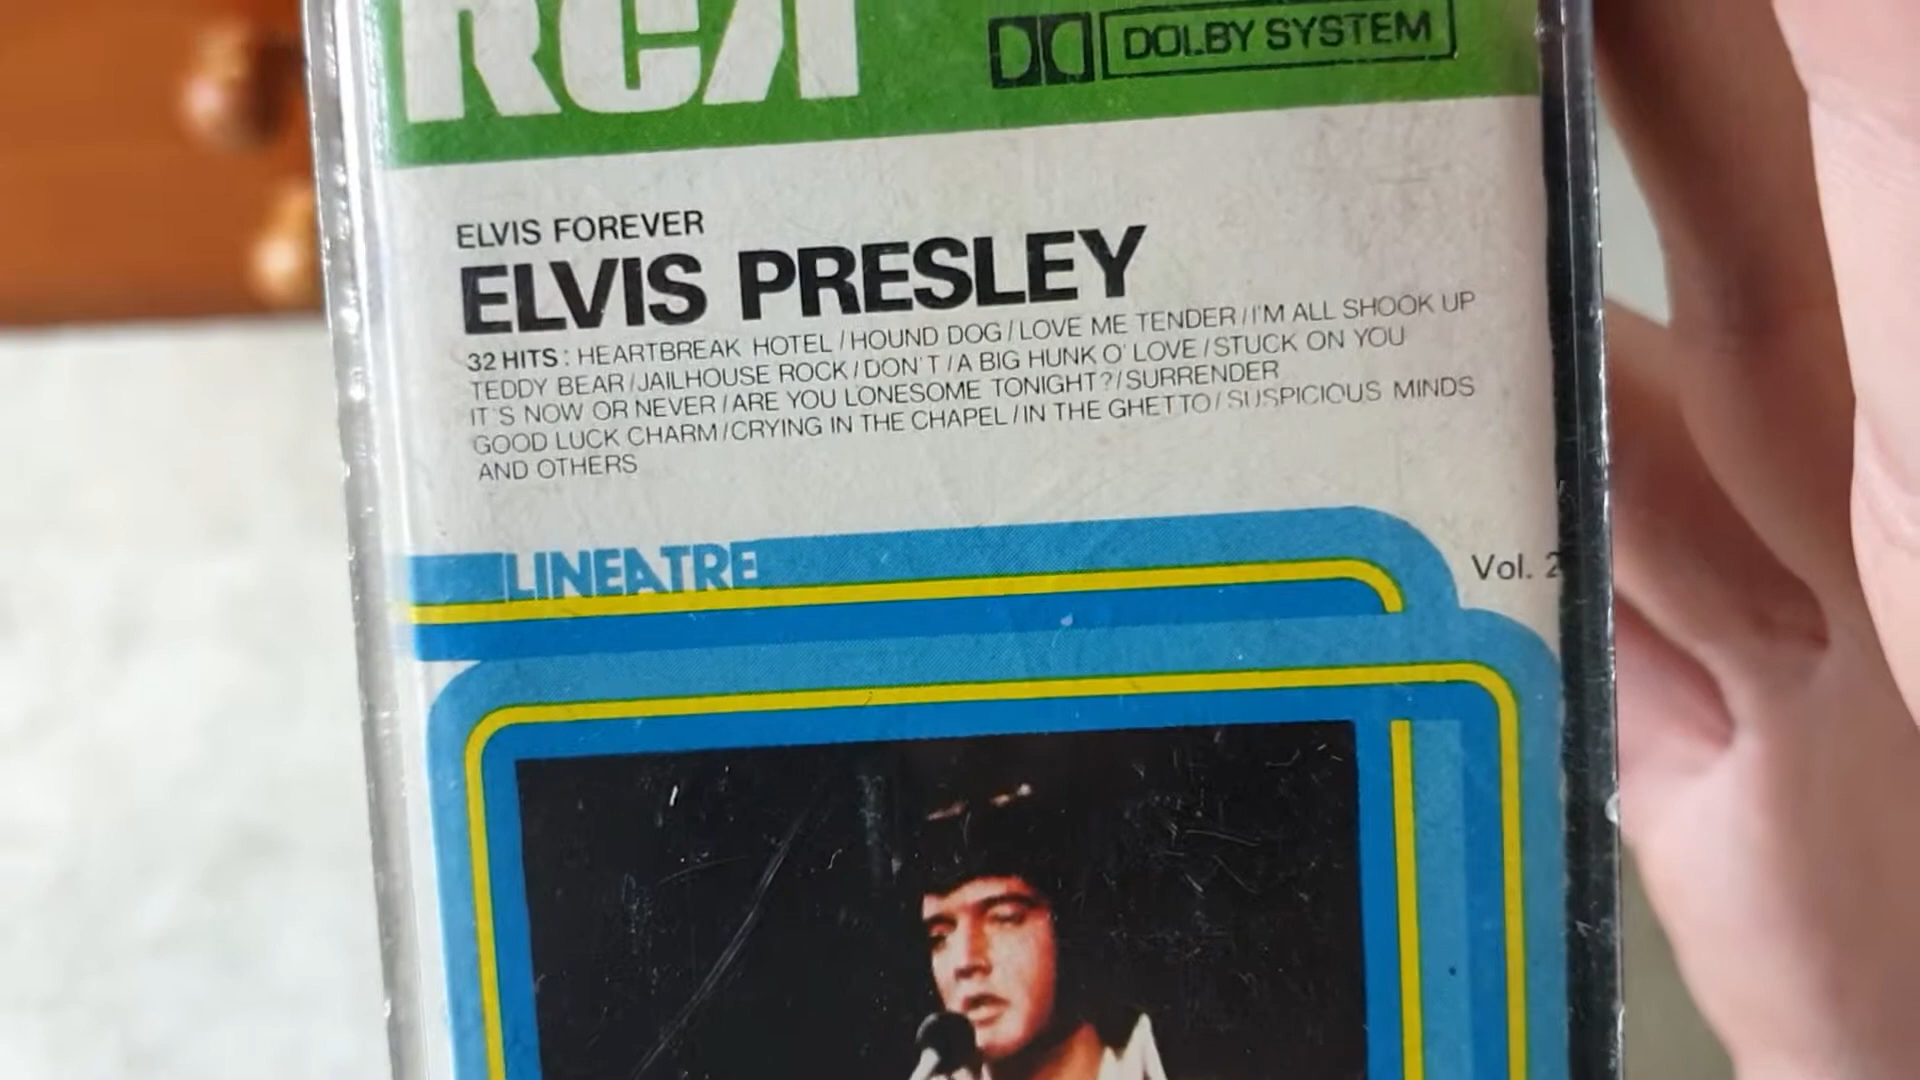 RCA
DOLBY SYSTEM
ELVIS FOREVER
ELVIS PRESLEY
32 HITS: HEARTBREAK HOTEL/HOUND DOG/LOVE ME TENDER/I'M ALL SHOOK UP
TEDDY BEAR/JAILHOUSE ROCK/DON'T/A BIG HUNK O' LOVE/STUCK ON YOU
IT'S NOW OR NEVER/ARE YOU LONESOME TONIGHT?/SURRENDER
GOOD LUCK CHARM/CRYING IN THE CHAPEL/IN THE GHETTO/SUSPICIOUS MINDS
AND OTHERS
LINEATRE
Vol. 2